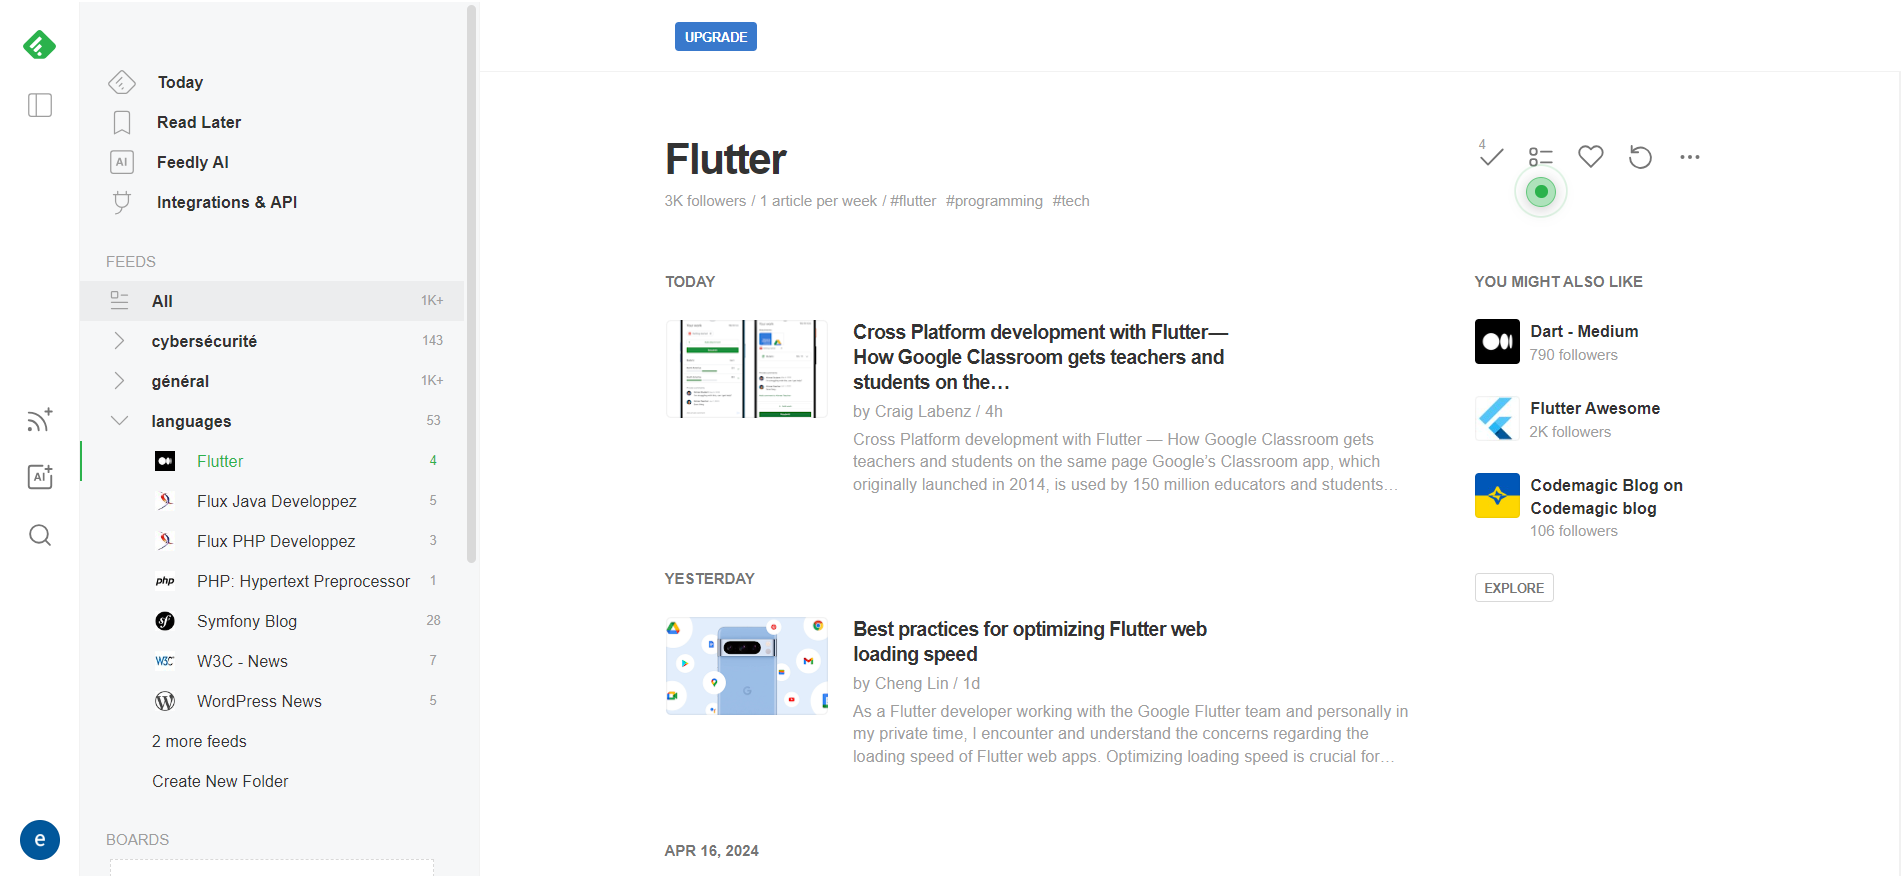 UPGRADE
Today
Read Later
AI
Feedly AI
Integrations & API
FEEDS
All 1K+
cybersécurité 143
général 1K+
languages 53
Flutter 4
Flux Java Developpez 5
Flux PHP Developpez 3
php PHP: Hypertext Preprocessor 1
sf Symfony Blog 28
W3C W3C - News 7
WordPress News 5
2 more feeds
Create New Folder
BOARDS
AI
e
Flutter
4
3K followers / 1 article per week / #flutter #programming #tech
TODAY
Cross Platform development with Flutter—
How Google Classroom gets teachers and
students on the…
by Craig Labenz / 4h
Cross Platform development with Flutter — How Google Classroom gets
teachers and students on the same page Google’s Classroom app, which
originally launched in 2014, is used by 150 million educators and students…
YESTERDAY
Best practices for optimizing Flutter web
loading speed
by Cheng Lin / 1d
As a Flutter developer working with the Google Flutter team and personally in
my private time, I encounter and understand the concerns regarding the
loading speed of Flutter web apps. Optimizing loading speed is crucial for…
APR 16, 2024
YOU MIGHT ALSO LIKE
Dart - Medium
790 followers
Flutter Awesome
2K followers
Codemagic Blog on
Codemagic blog
106 followers
EXPLORE